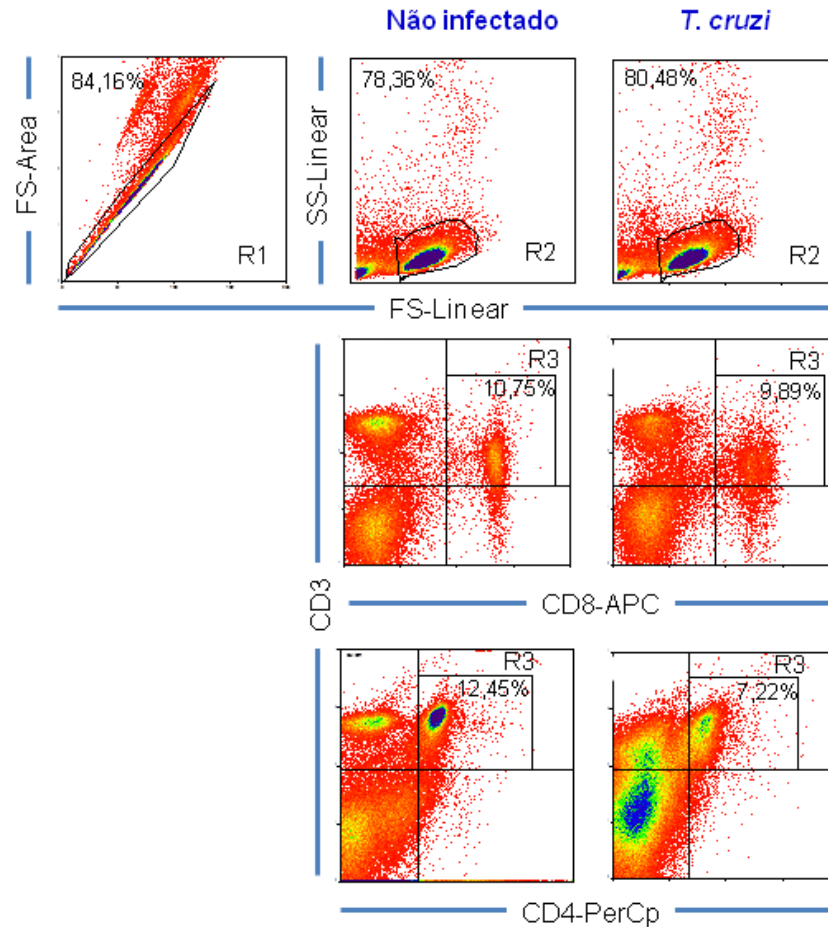 Não infectado
T. cruzi
FS-Area
84,16%
R1
SS-Linear
78,36%
R2
80,48%
R2
FS-Linear
CD3
R3
10,75%
R3
9,89%
CD8-APC
R3
12,45%
R3
7,22%
CD4-PerCp